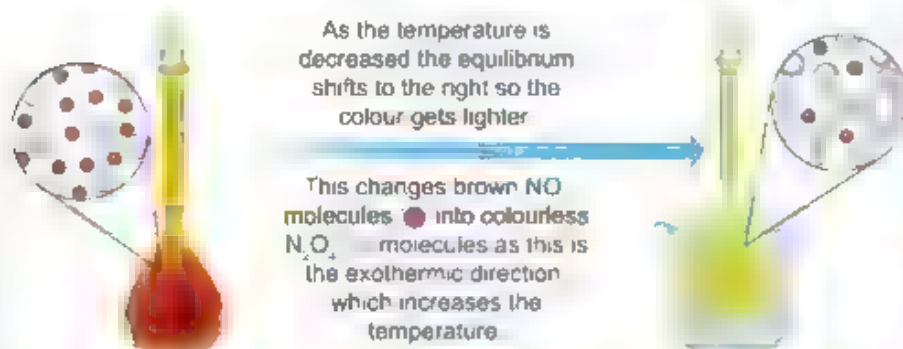 As the temperature is
decreased the equilibrium
shifts to the right so the
colour gets lighter
This changes brown NO
molecules into colourless
N₂O₄ molecules as this is
the exothermic direction
which increases the
temperature